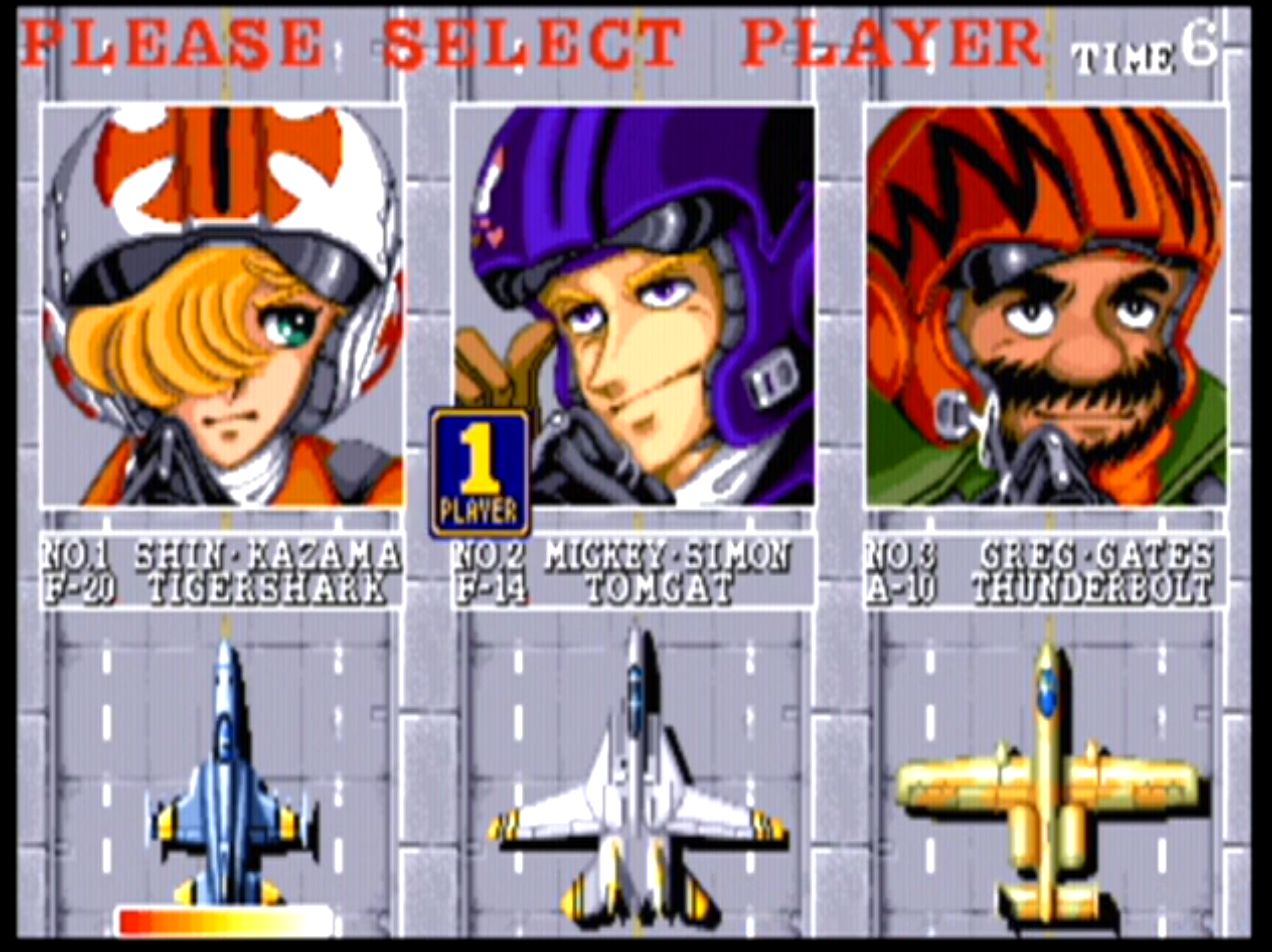 PLEASE SELECT PLAYER TIME 6
1
PLAYER
NO.1 SHIN·KAZAMA
F-20 TIGERSHARK
NO.2 MICKEY·SIMON
F-14 TOMCAT
NO.3 GREG·GATES
A-10 THUNDERBOLT